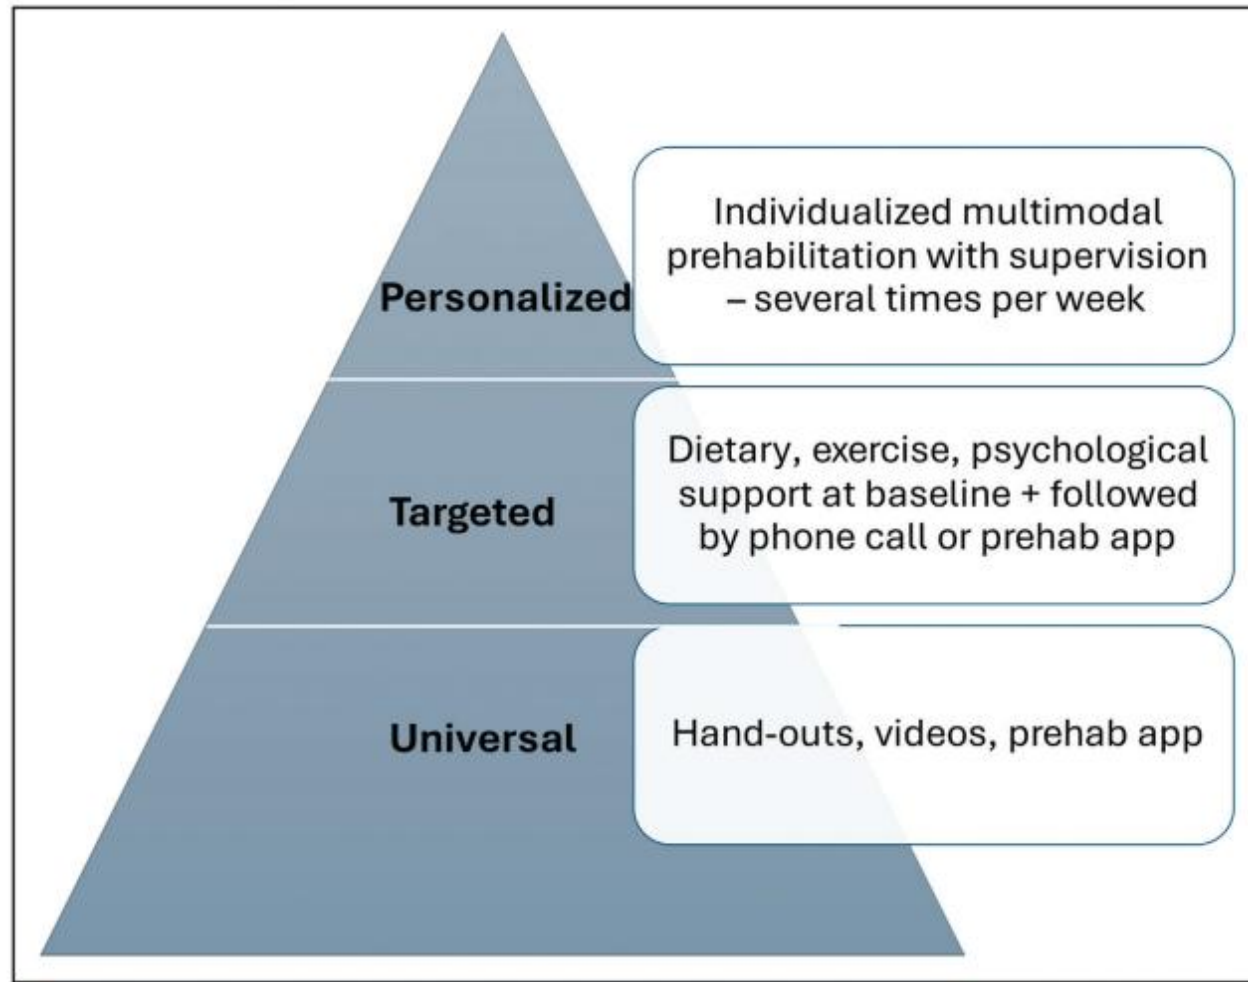 Individualized multimodal
prehabilitation with supervision
– several times per week
Personalized
Dietary, exercise, psychological
support at baseline + followed
by phone call or prehab app
Targeted
Hand-outs, videos, prehab app
Universal